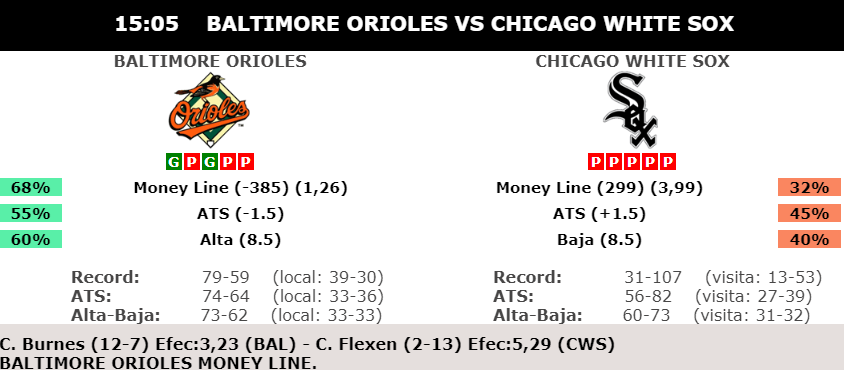 15:05 BALTIMORE ORIOLES VS CHICAGO WHITE SOX
BALTIMORE ORIOLES CHICAGO WHITE SOX
Orioles Sox
G P G P P P P P P P
68% Money Line (-385) (1,26) Money Line (299) (3,99) 32%
55% ATS (-1.5) ATS (+1.5) 45%
60% Alta (8.5) Baja (8.5) 40%
Record: 79-59 (local: 39-30) Record: 31-107 (visita: 13-53)
ATS: 74-64 (local: 33-36) ATS: 56-82 (visita: 27-39)
Alta-Baja: 73-62 (local: 33-33) Alta-Baja: 60-73 (visita: 31-32)
C. Burnes (12-7) Efec:3,23 (BAL) - C. Flexen (2-13) Efec:5,29 (CWS)
BALTIMORE ORIOLES MONEY LINE.